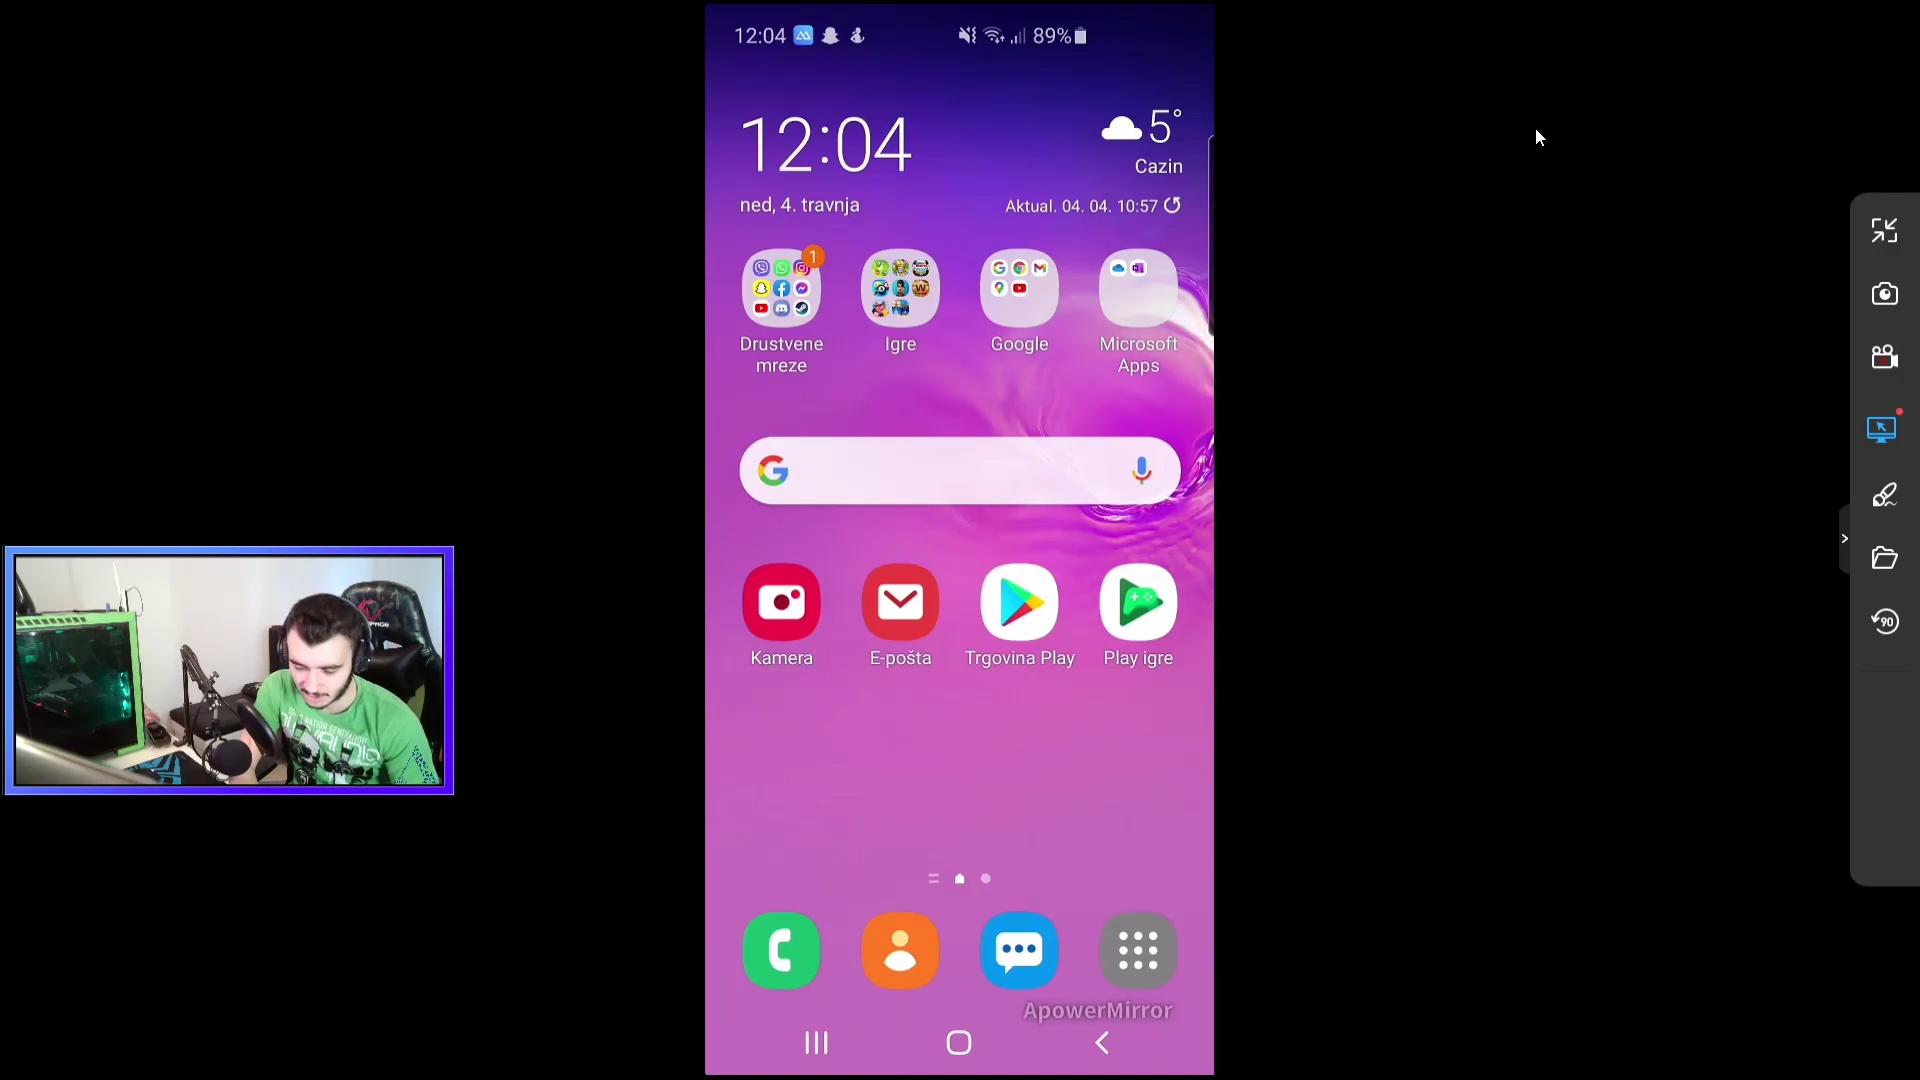 12:04
89%
12:04
5°
Cazin
ned, 4. travnja
Aktual. 04. 04. 10:57
1
Drustvene
mreze
Igre
Google
Microsoft
Apps
Kamera
E-pošta
Trgovina Play
Play igre
ApowerMirror
90